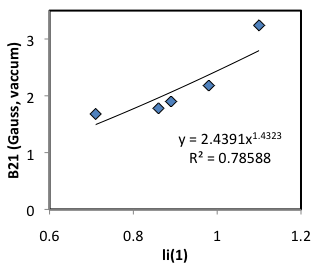 3
2
1
0
B21 (Gauss, vaccum)
y = 2.4391x^1.4323
R² = 0.78588
0.6 0.8 1 1.2
li(1)